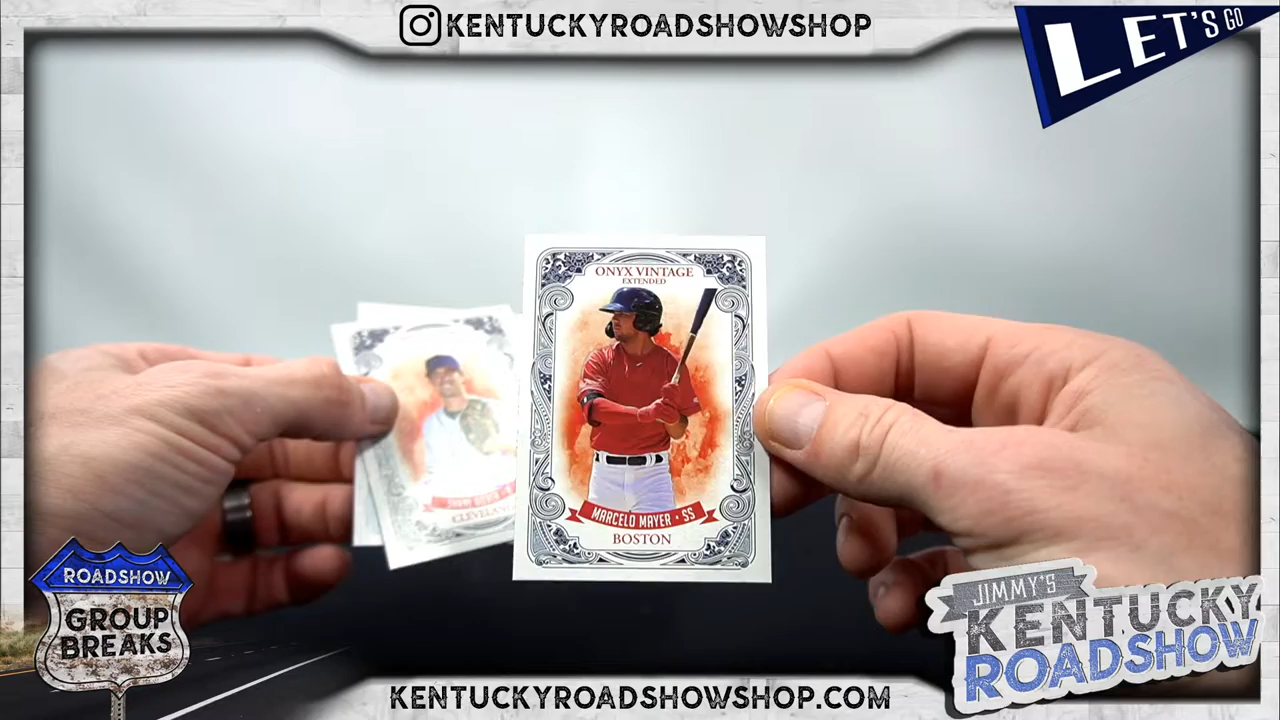 KENTUCKYROADSHOWSHOP
LET'S GO
ONYX VINTAGE
EXTENDED
MARCELO MAYER • SS
BOSTON
CLEVELAND
ROADSHOW
GROUP
BREAKS
JIMMY'S
KENTUCKY
ROADSHOW
KENTUCKYROADSHOWSHOP.COM